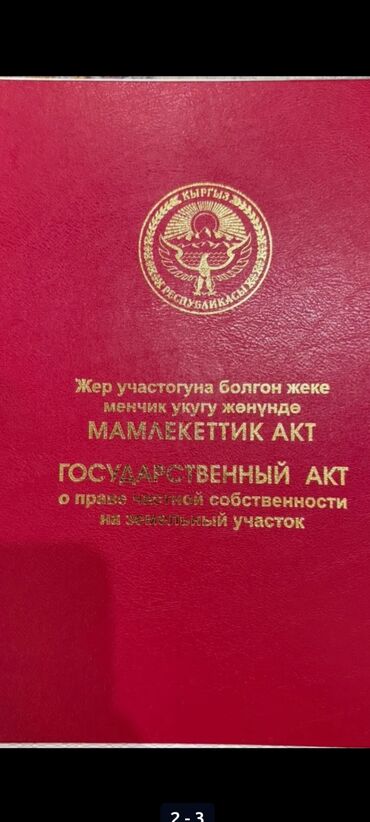 КЫРГЫЗ
РЕСПУБЛИКАСЫ
Жер участогуна болгон жеке
менчик укугу жөнүндө
МАМЛЕКЕТТИК АКТ
ГОСУДАРСТВЕННЫЙ АКТ
о праве частной собственности
на земельный участок
2 - 3